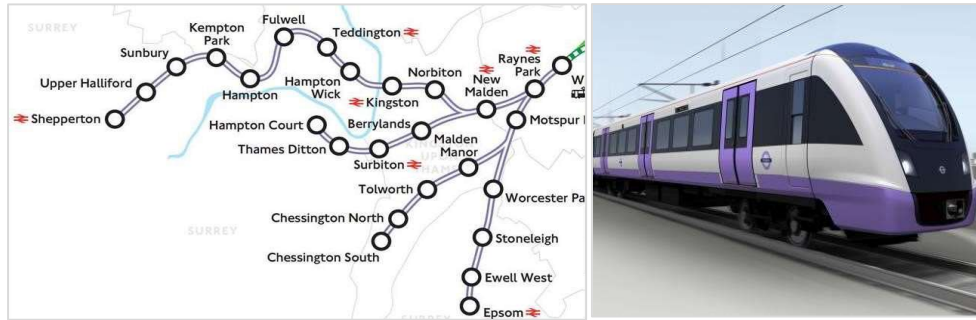 SURREY
Fulwell
Kempton
Park
Teddington
Sunbury
Raynes
Park
Upper Halliford
Norbiton
New
Malden
W
Hampton
Hampton
Wick
Kingston
Shepperton
Berrylands
Motspur
Hampton Court
Malden
Manor
Thames Ditton
Surbiton
Tolworth
Worcester Pa
Chessington North
SURREY
Stoneleigh
Chessington South
Ewell West
Epsom